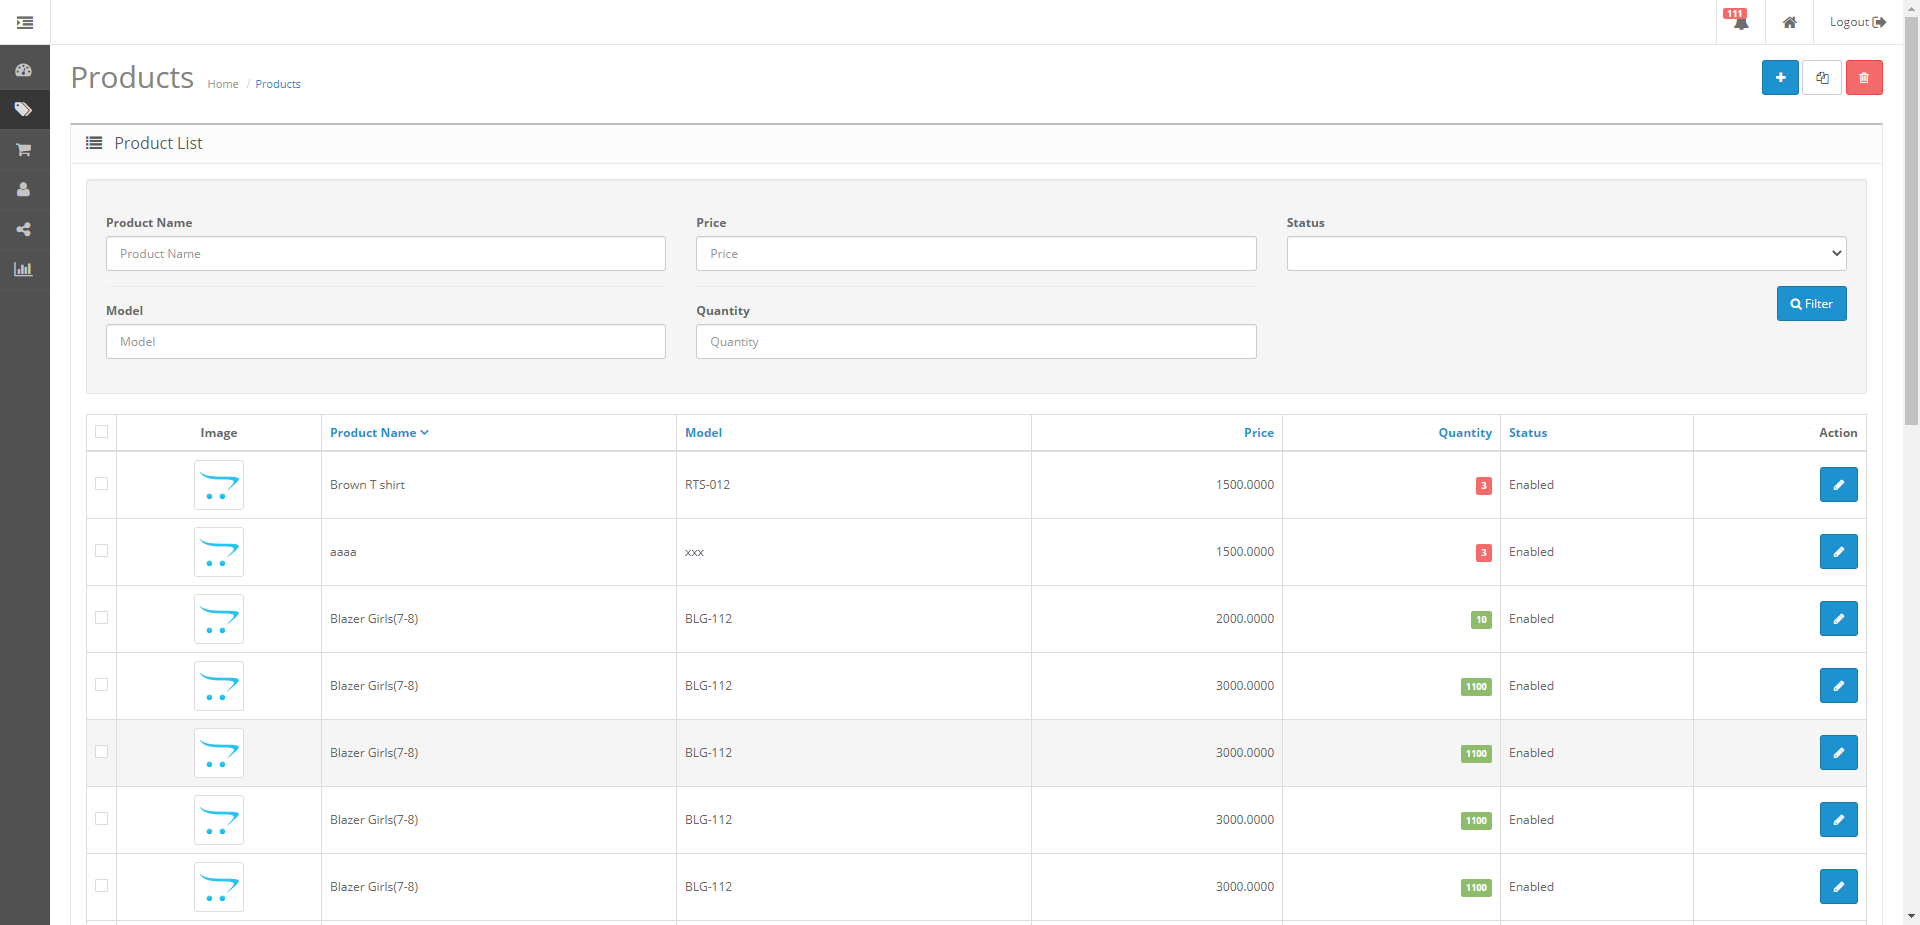 111
Logout
Products Home / Products
Product List
Product Name Price Status
Product Name Price
Filter
Model Quantity
Model Quantity
Image Product Name Model Price Quantity Status Action
Brown T shirt RTS-012 1500.0000 3 Enabled
aaaa xxx 1500.0000 3 Enabled
Blazer Girls(7-8) BLG-112 2000.0000 10 Enabled
Blazer Girls(7-8) BLG-112 3000.0000 1100 Enabled
Blazer Girls(7-8) BLG-112 3000.0000 1100 Enabled
Blazer Girls(7-8) BLG-112 3000.0000 1100 Enabled
Blazer Girls(7-8) BLG-112 3000.0000 1100 Enabled